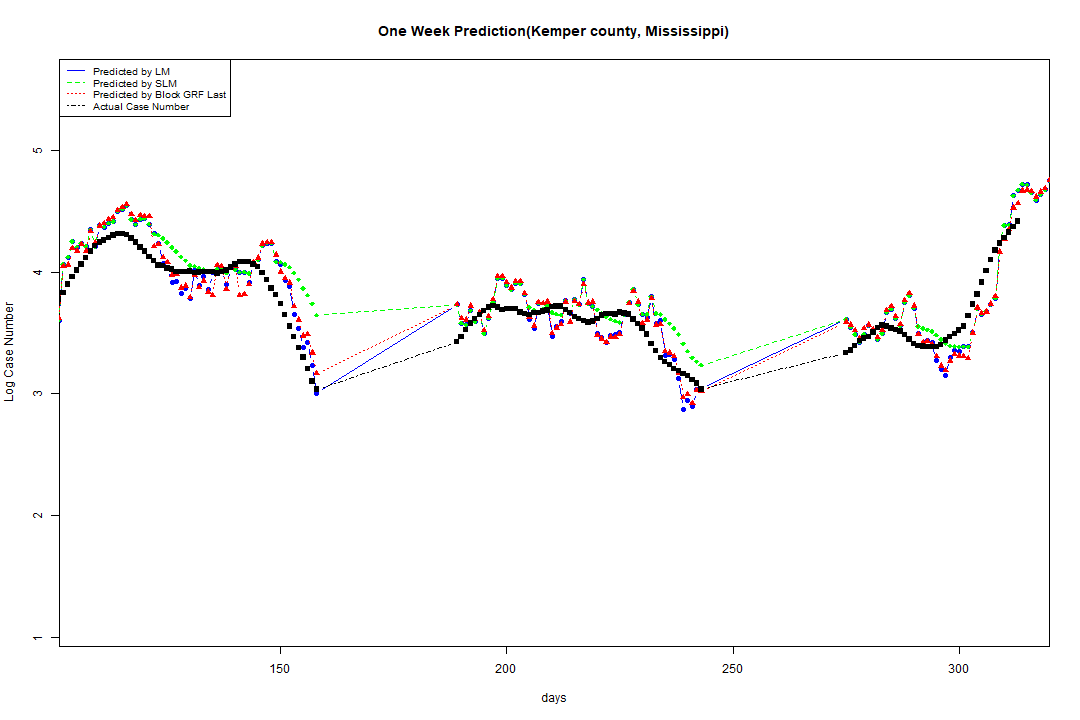 One Week Prediction(Kemper county, Mississippi)
Predicted by LM
Predicted by SLM
Predicted by Block GRF Last
Actual Case Number
5
4
3
2
1
Log Case Number
150 200 250 300
days